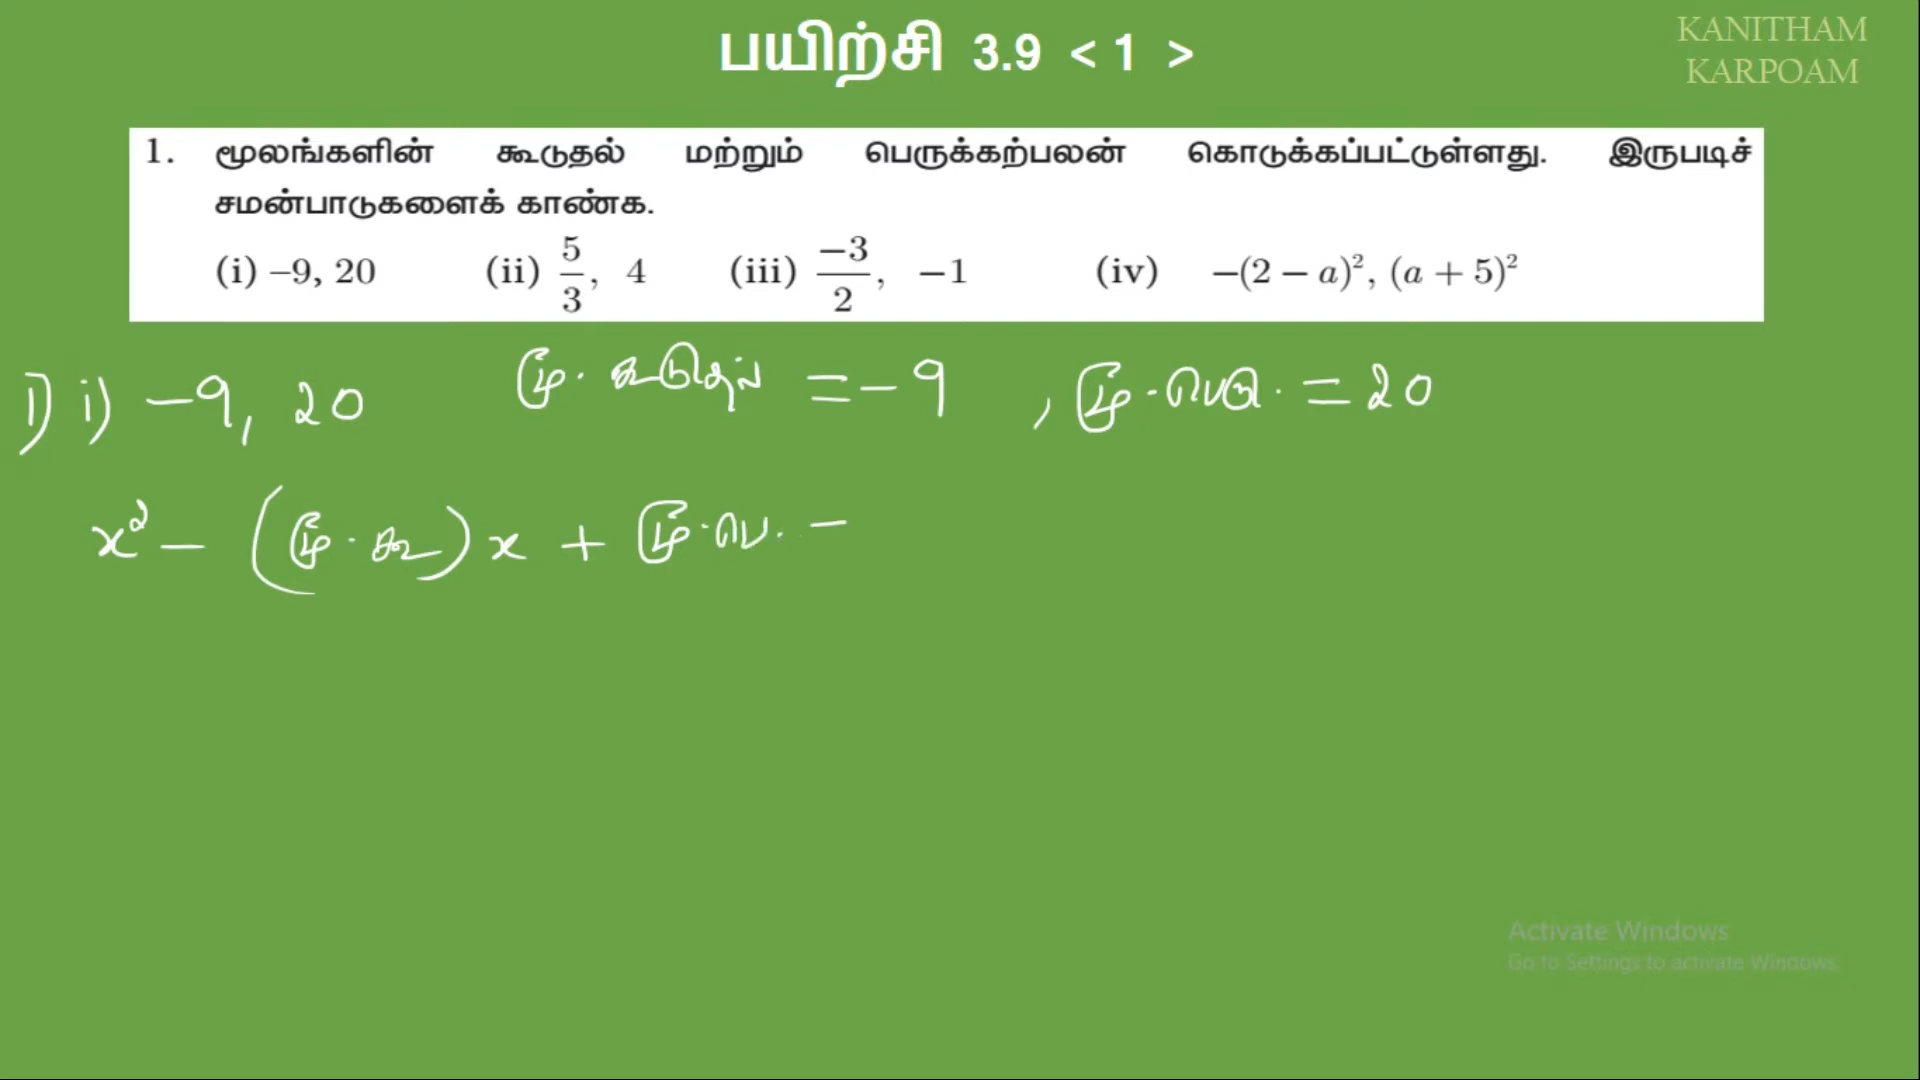 பயிற்சி 3.9 < 1 >
KANITHAM
KARPOAM
1. மூலங்களின் கூடுதல் மற்றும் பெருக்கற்பலன் கொடுக்கப்பட்டுள்ளது. இருபடிச்
சமன்பாடுகளைக் காண்க.
(i) –9, 20 (ii) 5/3, 4 (iii) −3/2, −1 (iv) −(2 − a)², (a + 5)²
1) i) −9, 20 மூ. கூடுதல் = −9 , மூ. பெரு. = 20
x² − (மூ. கூ) x + மூ. பெ. −
Activate Windows
Go to Settings to activate Windows.